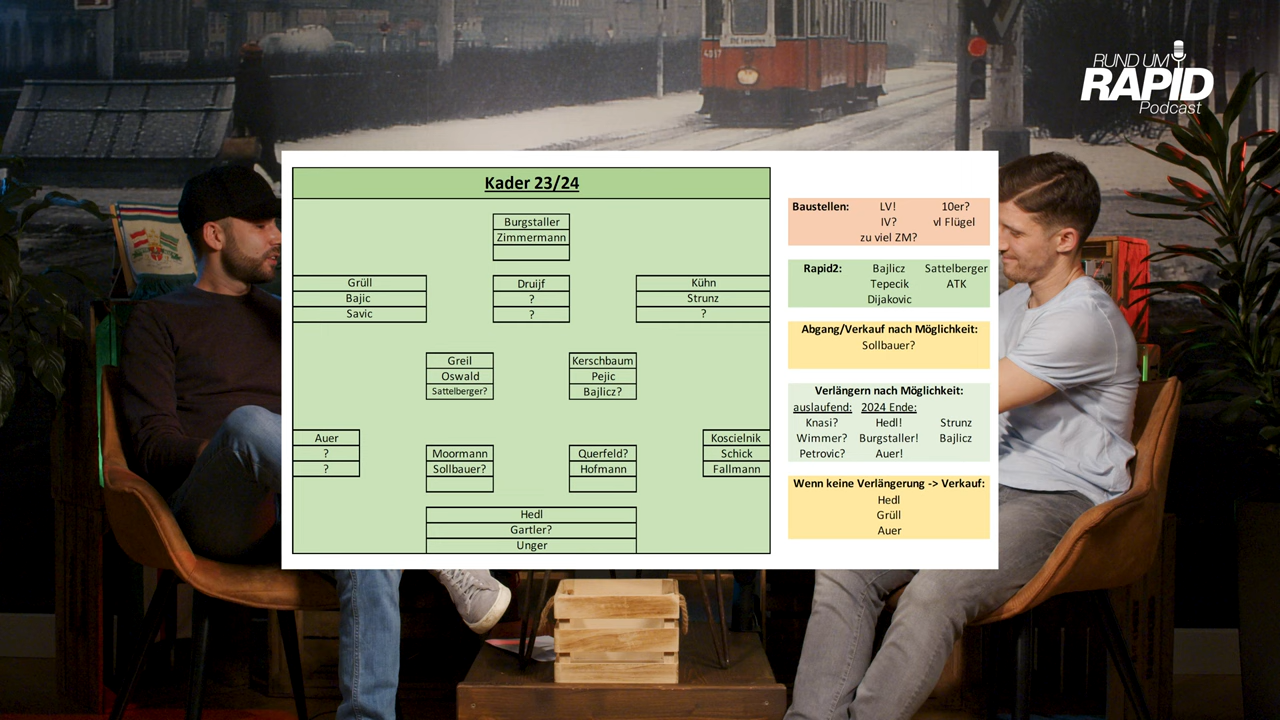 4017
RUND UM
RAPID
Podcast
Kader 23/24
Burgstaller
Zimmermann
Grüll
Bajic
Savic
Druijf
?
?
Kühn
Strunz
?
Greil
Oswald
Sattelberger?
Kerschbaum
Pejic
Bajlicz?
Auer
?
?
Moormann
Sollbauer?
Querfeld?
Hofmann
Koscielnik
Schick
Fallmann
Hedl
Gartler?
Unger
Baustellen: LV! 10er?
IV? vl Flügel
zu viel ZM?
Rapid2: Bajlicz Sattelberger
Tepecik ATK
Dijakovic
Abgang/Verkauf nach Möglichkeit:
Sollbauer?
Verlängern nach Möglichkeit:
auslaufend: 2024 Ende:
Knasi? Hedl! Strunz
Wimmer? Burgstaller! Bajlicz
Petrovic? Auer!
Wenn keine Verlängerung -> Verkauf:
Hedl
Grüll
Auer